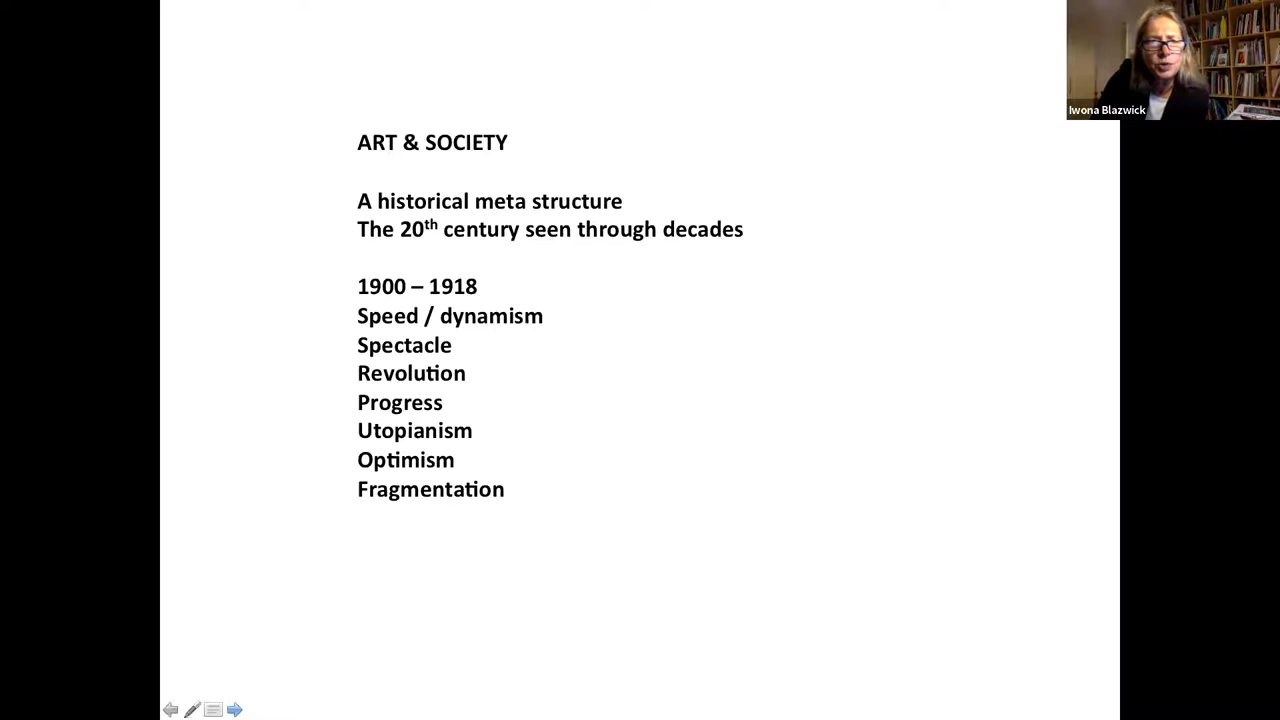 Iwona Blazwick
ART & SOCIETY
A historical meta structure
The 20th century seen through decades
1900 – 1918
Speed / dynamism
Spectacle
Revolution
Progress
Utopianism
Optimism
Fragmentation